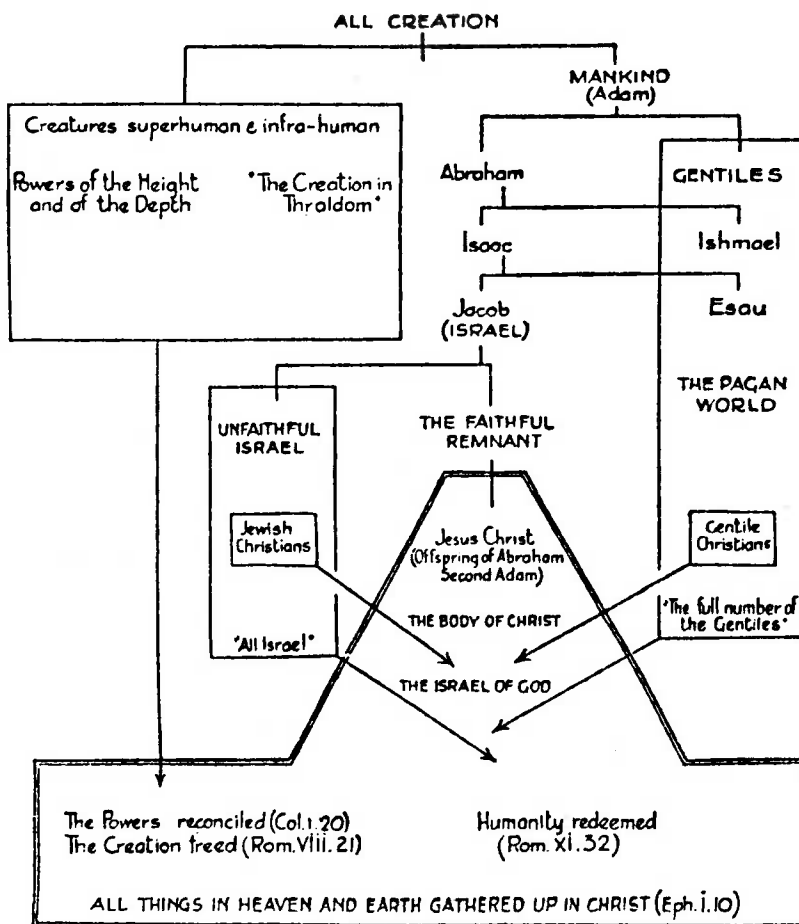 ALL CREATION
MANKIND
(Adam)
Creatures superhuman & infra-human
Powers of the Height
and of the Depth
"The Creation in
Thraldom"
Abraham
GENTILES
Isaac
Ishmael
Jacob
(ISRAEL)
Esau
THE PAGAN
WORLD
UNFAITHFUL
ISRAEL
THE FAITHFUL
REMNANT
Jewish
Christians
Jesus Christ
(Offspring of Abraham
Second Adam)
Gentile
Christians
THE BODY OF CHRIST
"The full number of
the Gentiles"
"All Israel"
THE ISRAEL OF GOD
The Powers reconciled (Col. i. 20)
The Creation freed (Rom. viii. 21)
Humanity redeemed
(Rom. xi. 32)
ALL THINGS IN HEAVEN AND EARTH GATHERED UP IN CHRIST (Eph. i. 10)